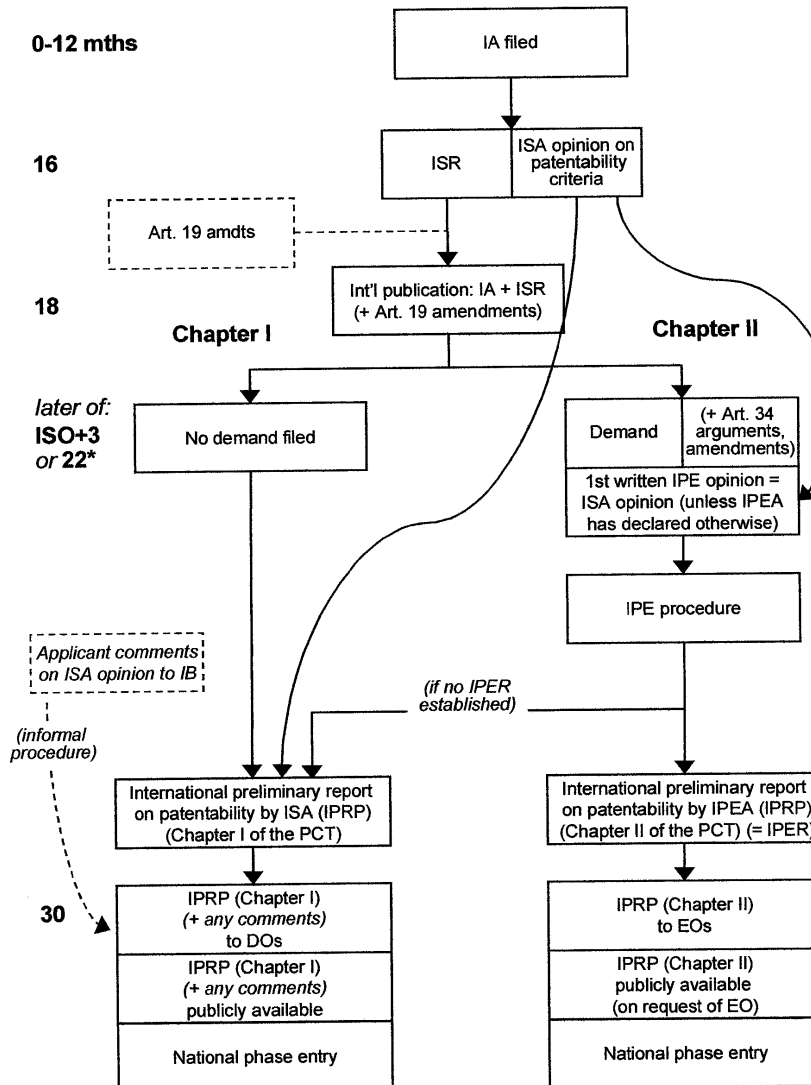 0-12 mths
IA filed
16
ISR
ISA opinion on
patentability
criteria
Art. 19 amdts
18
Int'l publication: IA + ISR
(+ Art. 19 amendments)
Chapter I
Chapter II
later of:
ISO+3
or 22*
No demand filed
Demand
(+ Art. 34
arguments,
amendments)
1st written IPE opinion =
ISA opinion (unless IPEA
has declared otherwise)
IPE procedure
Applicant comments
on ISA opinion to IB
(informal
procedure)
(if no IPER
established)
International preliminary report
on patentability by ISA (IPRP)
(Chapter I of the PCT)
International preliminary report
on patentability by IPEA (IPRP)
(Chapter II of the PCT) (= IPER)
30
IPRP (Chapter I)
(+ any comments)
to DOs
IPRP (Chapter I)
(+ any comments)
publicly available
National phase entry
IPRP (Chapter II)
to EOs
IPRP (Chapter II)
publicly available
(on request of EO)
National phase entry